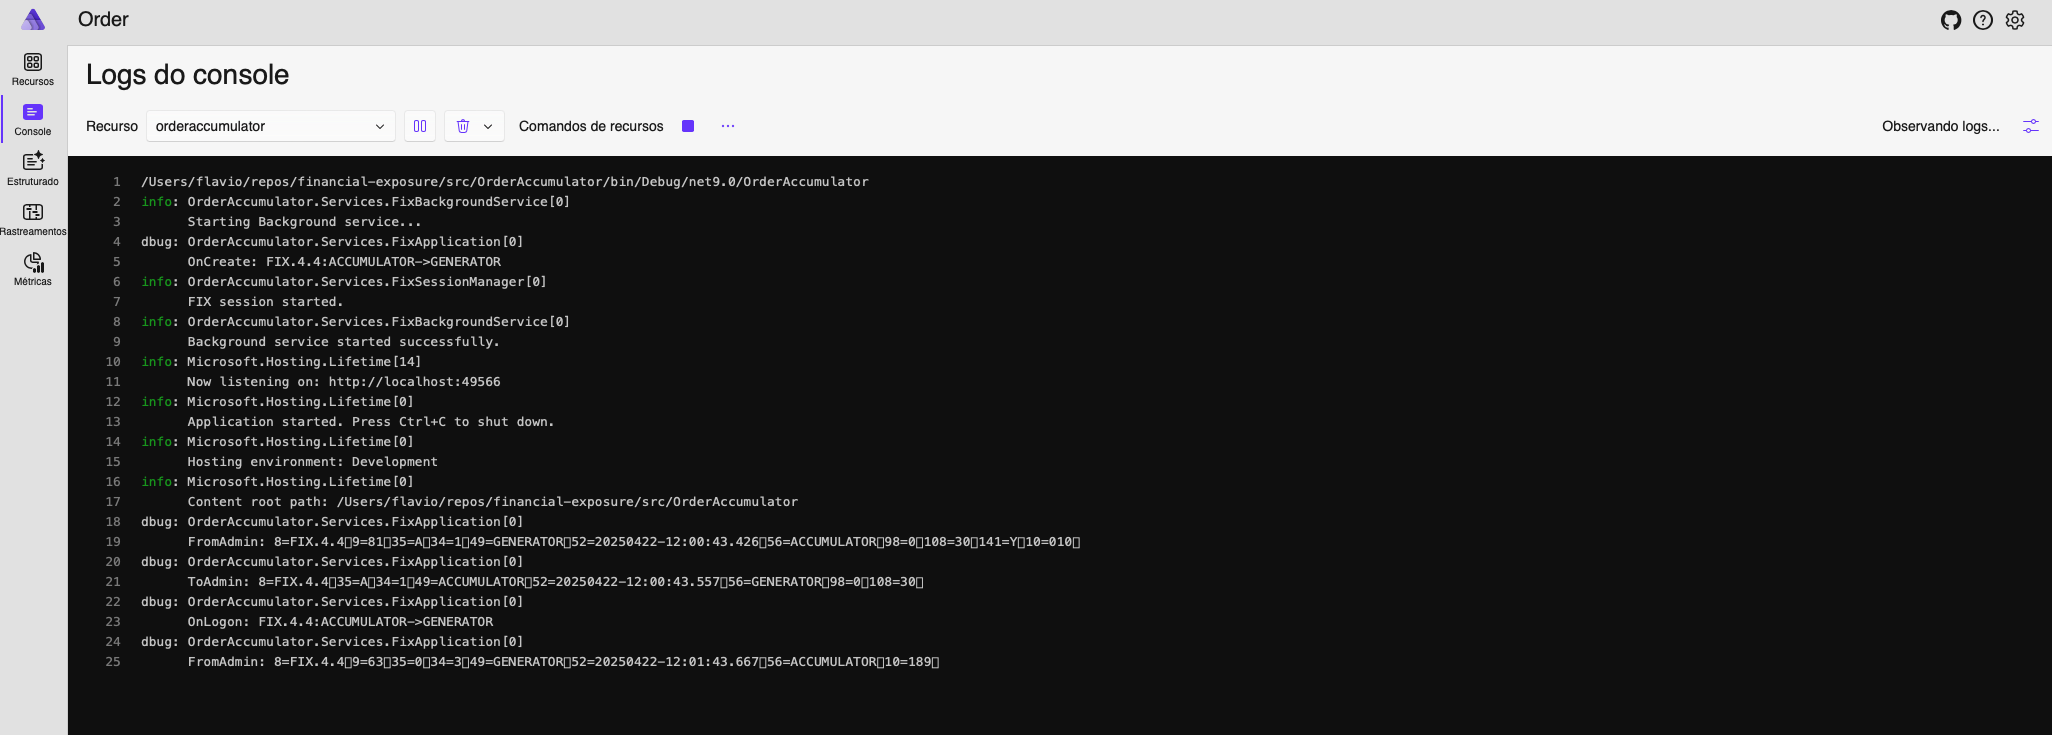 Order
Recursos
Console
Estruturado
Rastreamentos
Métricas
Logs do console
Recurso orderaccumulator Comandos de recursos ... Observando logs...
1 /Users/flavio/repos/financial-exposure/src/OrderAccumulator/bin/Debug/net9.0/OrderAccumulator
2 info: OrderAccumulator.Services.FixBackgroundService[0]
3 Starting Background service...
4 dbug: OrderAccumulator.Services.FixApplication[0]
5 OnCreate: FIX.4.4:ACCUMULATOR->GENERATOR
6 info: OrderAccumulator.Services.FixSessionManager[0]
7 FIX session started.
8 info: OrderAccumulator.Services.FixBackgroundService[0]
9 Background service started successfully.
10 info: Microsoft.Hosting.Lifetime[14]
11 Now listening on: http://localhost:49566
12 info: Microsoft.Hosting.Lifetime[0]
13 Application started. Press Ctrl+C to shut down.
14 info: Microsoft.Hosting.Lifetime[0]
15 Hosting environment: Development
16 info: Microsoft.Hosting.Lifetime[0]
17 Content root path: /Users/flavio/repos/financial-exposure/src/OrderAccumulator
18 dbug: OrderAccumulator.Services.FixApplication[0]
19 FromAdmin: 8=FIX.4.4▯9=81▯35=A▯34=1▯49=GENERATOR▯52=20250422-12:00:43.426▯56=ACCUMULATOR▯98=0▯108=30▯141=Y▯10=010▯
20 dbug: OrderAccumulator.Services.FixApplication[0]
21 ToAdmin: 8=FIX.4.4▯35=A▯34=1▯49=ACCUMULATOR▯52=20250422-12:00:43.557▯56=GENERATOR▯98=0▯108=30▯
22 dbug: OrderAccumulator.Services.FixApplication[0]
23 OnLogon: FIX.4.4:ACCUMULATOR->GENERATOR
24 dbug: OrderAccumulator.Services.FixApplication[0]
25 FromAdmin: 8=FIX.4.4▯9=63▯35=0▯34=3▯49=GENERATOR▯52=20250422-12:01:43.667▯56=ACCUMULATOR▯10=189▯